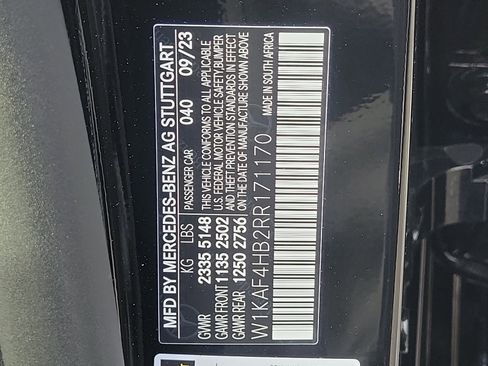 MFD BY MERCEDES-BENZ AG STUTTGART
PASSENGER CAR 040 09/23
KG LBS
GVWR 2335 5148
GAWR FRONT 1135 2502
GAWR REAR 1250 2756
THIS VEHICLE CONFORMS TO ALL APPLICABLE
U.S. FEDERAL MOTOR VEHICLE SAFETY, BUMPER
AND THEFT PREVENTION STANDARDS IN EFFECT
ON THE DATE OF MANUFACTURE SHOWN ABOVE
W1KAF4HB2RR171170
MADE IN SOUTH AFRICA